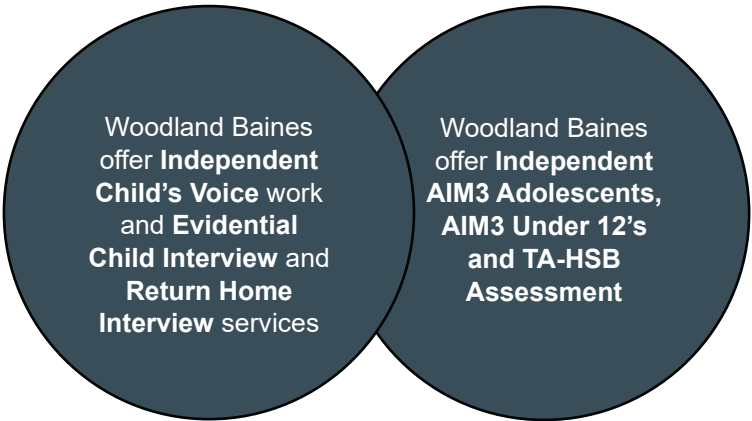 Woodland Baines
offer Independent
Child's Voice work
and Evidential
Child Interview and
Return Home
Interview services
Woodland Baines
offer Independent
AIM3 Adolescents,
AIM3 Under 12's
and TA-HSB
Assessment